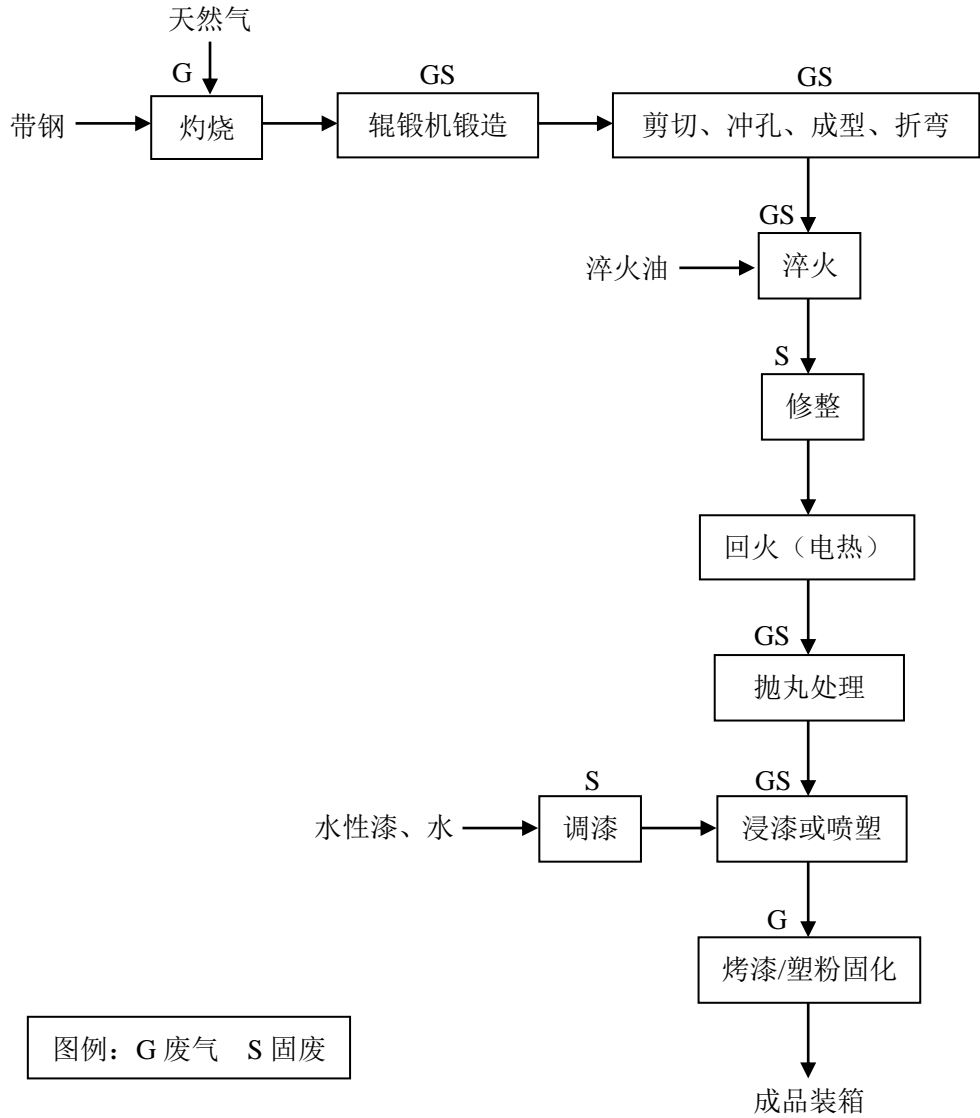 天然气
G
GS
GS
带钢
灼烧
辊锻机锻造
剪切、冲孔、成型、折弯
GS
淬火油
淬火
S
修整
回火（电热）
GS
抛丸处理
S
GS
水性漆、水
调漆
浸漆或喷塑
G
烤漆/塑粉固化
图例：G 废气 S 固废
成品装箱